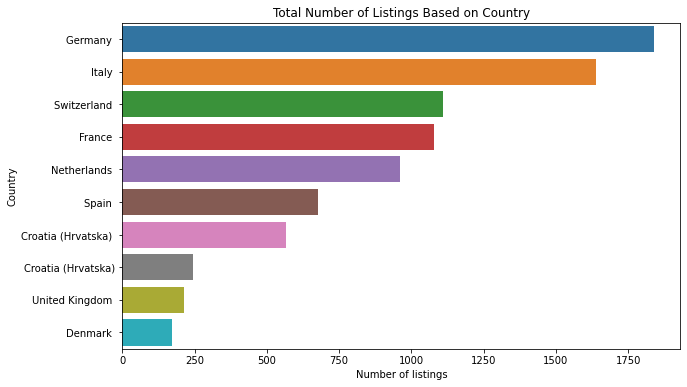 Total Number of Listings Based on Country
Germany
Italy
Switzerland
France
Netherlands
Spain
Croatia (Hrvatska)
Croatia (Hrvatska)
United Kingdom
Denmark
Country
0 250 500 750 1000 1250 1500 1750
Number of listings